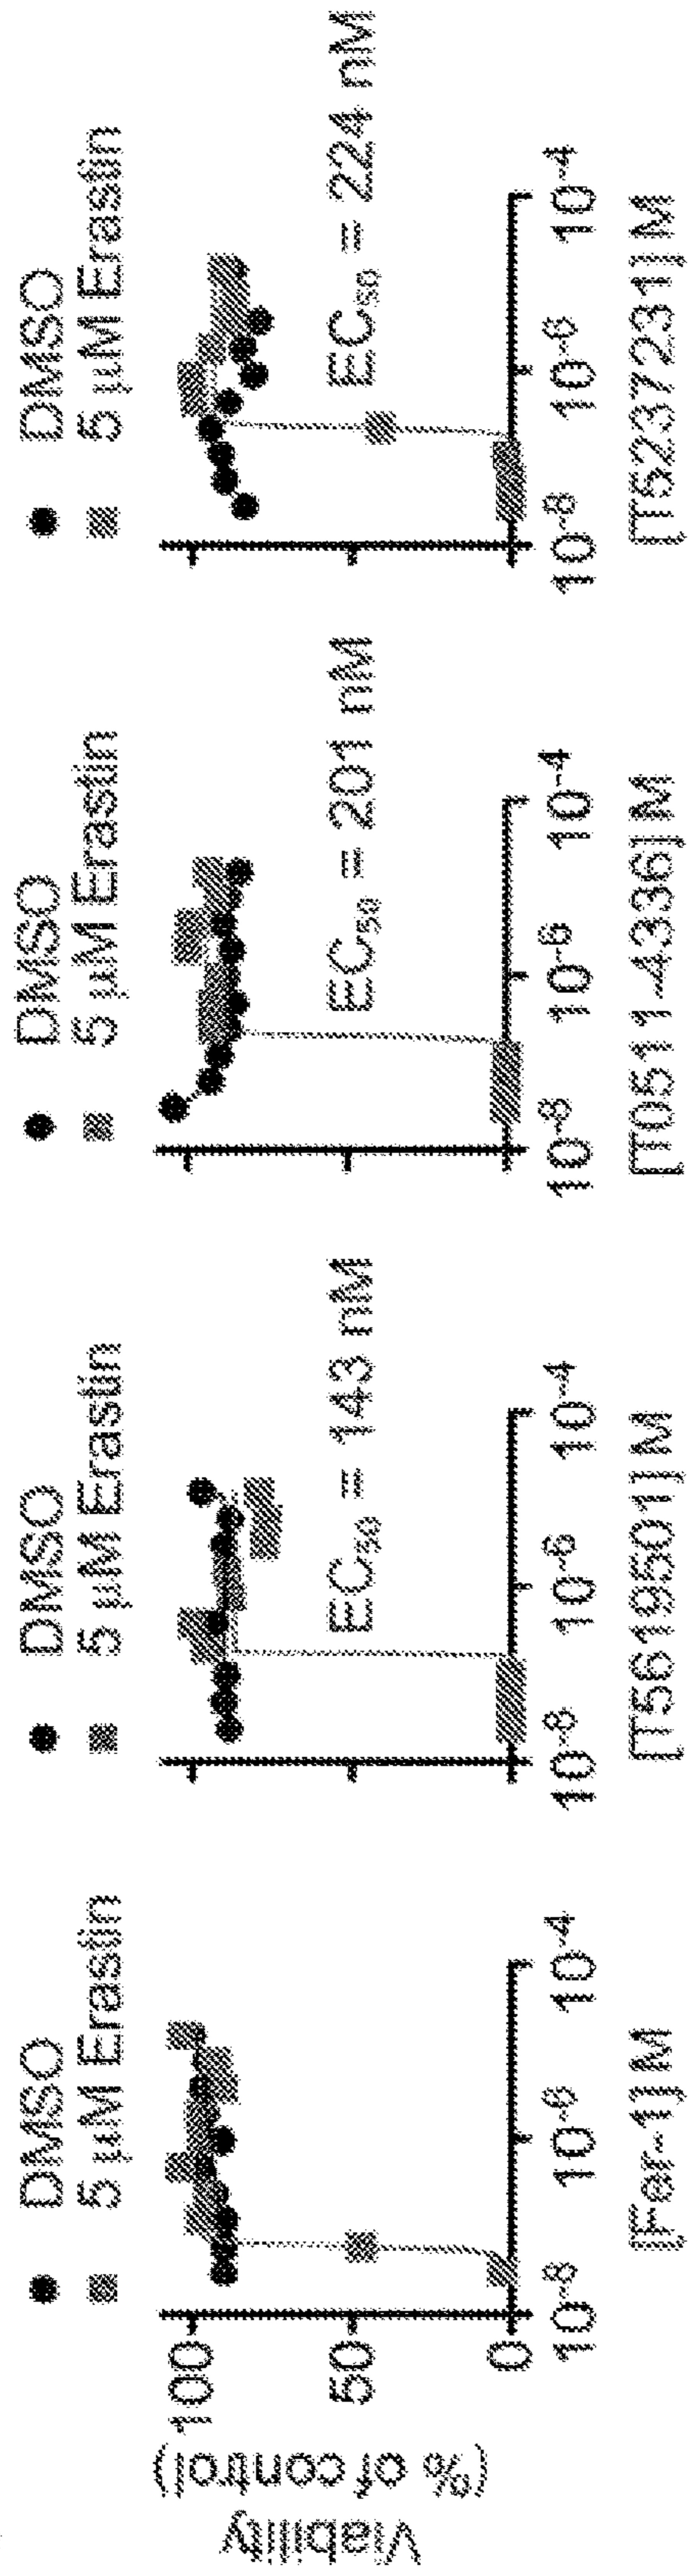 Viability
(% of control)
DMSO
5 µM Erastin
100
50
0
10⁻⁸
10⁻⁶
10⁻⁴
[Fer-1] M
DMSO
5 µM Erastin
EC₅₀ = 143 nM
10⁻⁸
10⁻⁶
10⁻⁴
[T5619501] M
DMSO
5 µM Erastin
EC₅₀ = 201 nM
10⁻⁸
10⁻⁶
10⁻⁴
[T0511-4336] M
DMSO
5 µM Erastin
EC₅₀ = 224 nM
10⁻⁸
10⁻⁶
10⁻⁴
[T5237231] M